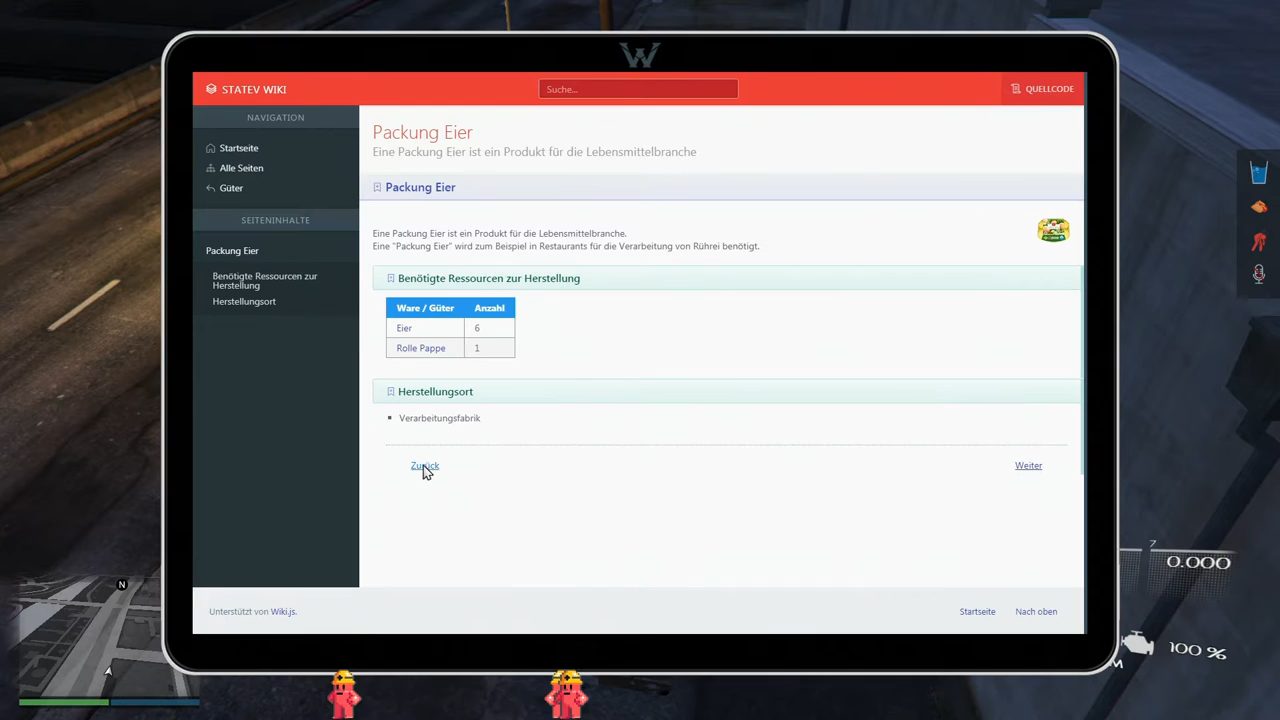 W
STATEV WIKI
Suche...
QUELLCODE
NAVIGATION
Startseite
Alle Seiten
Güter
SEITENINHALTE
Packung Eier
Benötigte Ressourcen zur
Herstellung
Herstellungsort
Packung Eier
Eine Packung Eier ist ein Produkt für die Lebensmittelbranche
Packung Eier
Eine Packung Eier ist ein Produkt für die Lebensmittelbranche.
Eine "Packung Eier" wird zum Beispiel in Restaurants für die Verarbeitung von Rührei benötigt.
Benötigte Ressourcen zur Herstellung
Ware / Güter Anzahl
Eier 6
Rolle Pappe 1
Herstellungsort
Verarbeitungsfabrik
Zurück Weiter
Unterstützt von Wiki.js. Startseite Nach oben
N
0.000
100 %